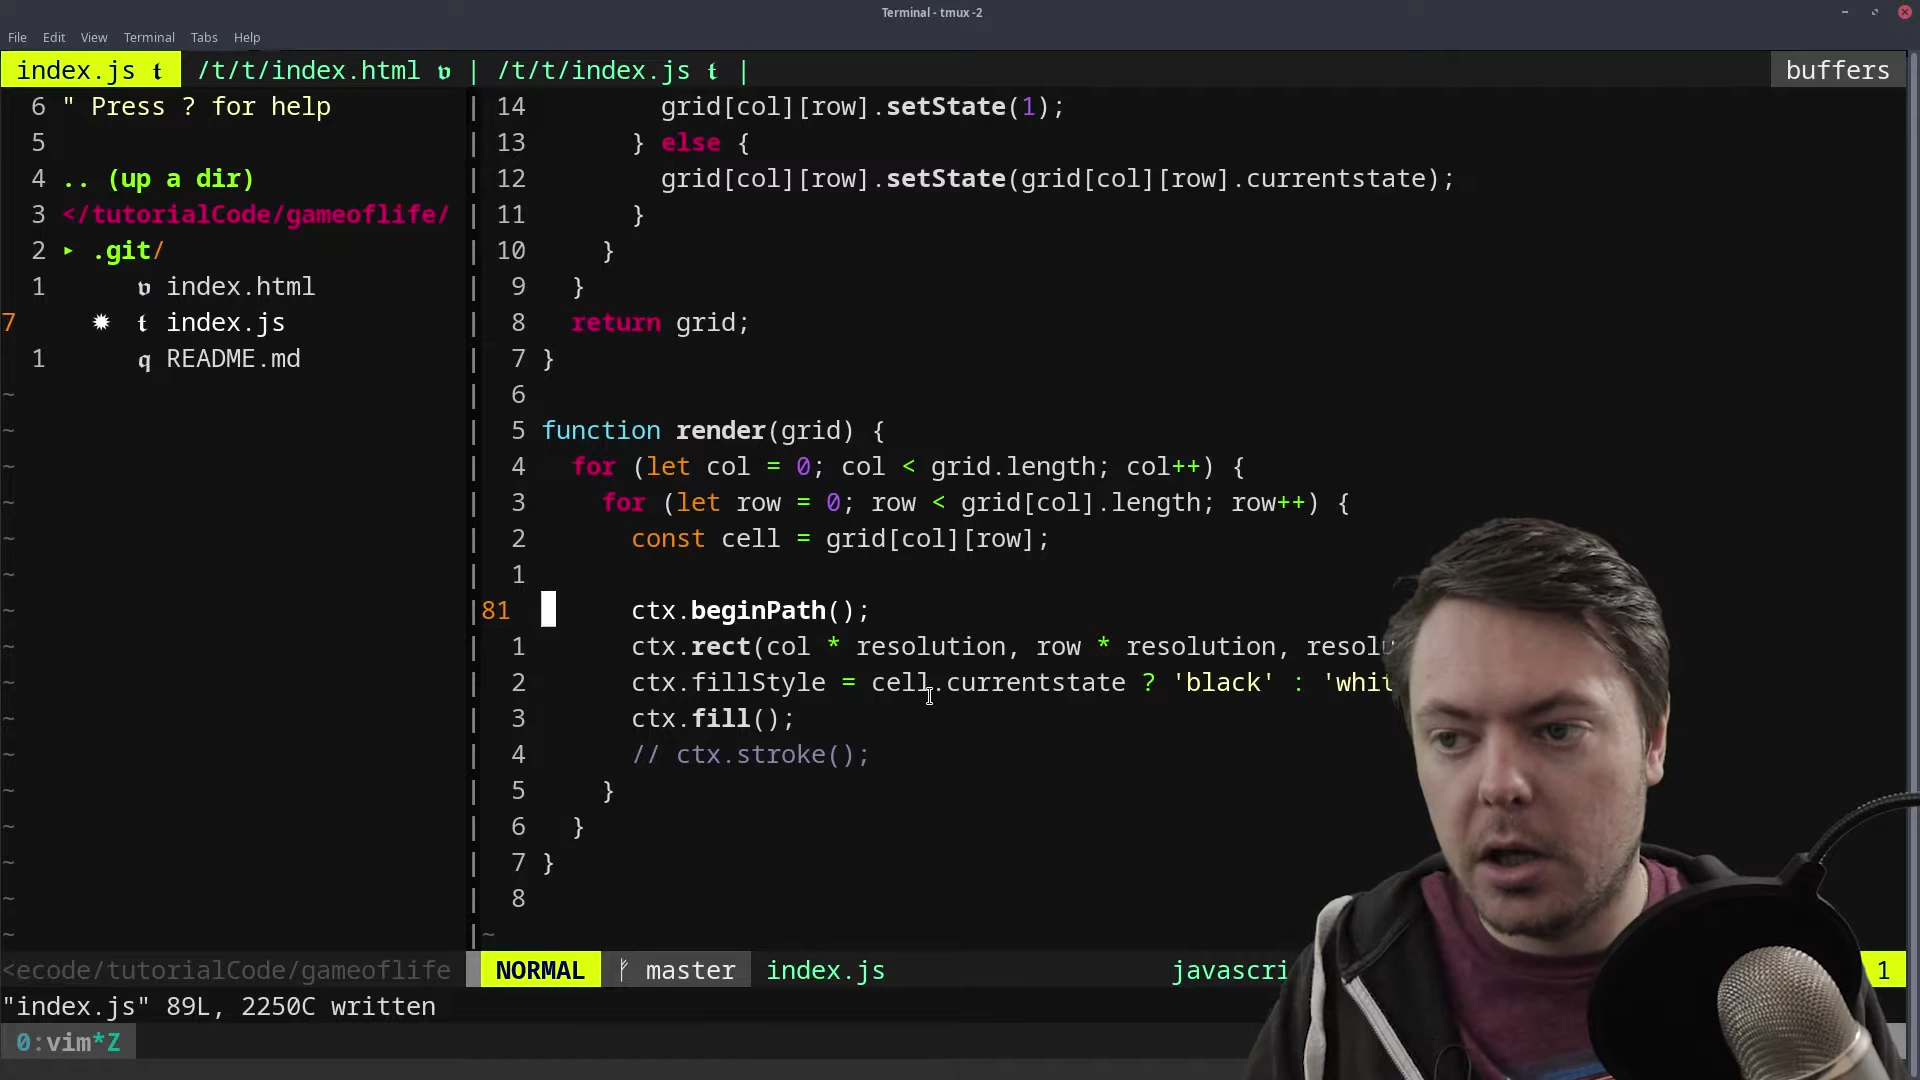 Terminal - tmux -2
File Edit View Terminal Tabs Help
index.js /t/t/index.html | /t/t/index.js | buffers
6 " Press ? for help
5
4 .. (up a dir)
3 </tutorialCode/gameoflife/
2 ▸ .git/
1 index.html
7 index.js
1 README.md
14 grid[col][row].setState(1);
13 } else {
12 grid[col][row].setState(grid[col][row].currentstate);
11 }
10 }
9 }
8 return grid;
7 }
6
5 function render(grid) {
4 for (let col = 0; col < grid.length; col++) {
3 for (let row = 0; row < grid[col].length; row++) {
2 const cell = grid[col][row];
1
81 ctx.beginPath();
1 ctx.rect(col * resolution, row * resolution,
2 ctx.fillStyle = cell.currentstate ? 'black' :
3 ctx.fill();
4 // ctx.stroke();
5 }
6 }
7 }
8
<ecode/tutorialCode/gameoflife NORMAL master index.js javascri 1
"index.js" 89L, 2250C written
0:vim*Z